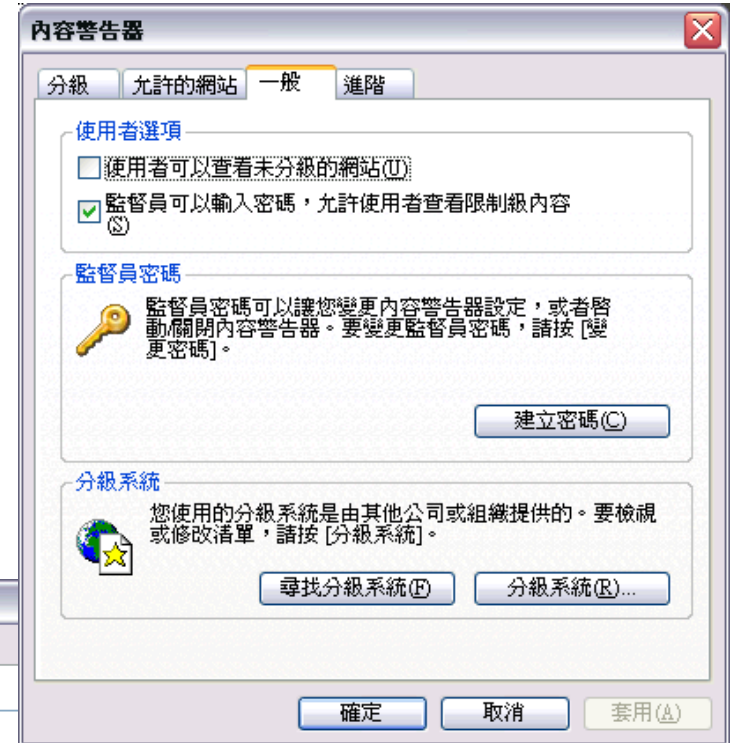 內容警告器
分級 允許的網站 一般 進階
使用者選項
使用者可以查看未分級的網站(U)
監督員可以輸入密碼，允許使用者查看限制級內容
(S)
監督員密碼
監督員密碼可以讓您變更內容警告器設定，或者啟
動/關閉內容警告器。要變更監督員密碼，請按 [變
更密碼]。
建立密碼(C)
分級系統
您使用的分級系統是由其他公司或組織提供的。要檢視
或修改清單，請按 [分級系統]。
尋找分級系統(F) 分級系統(R)...
確定 取消 套用(A)